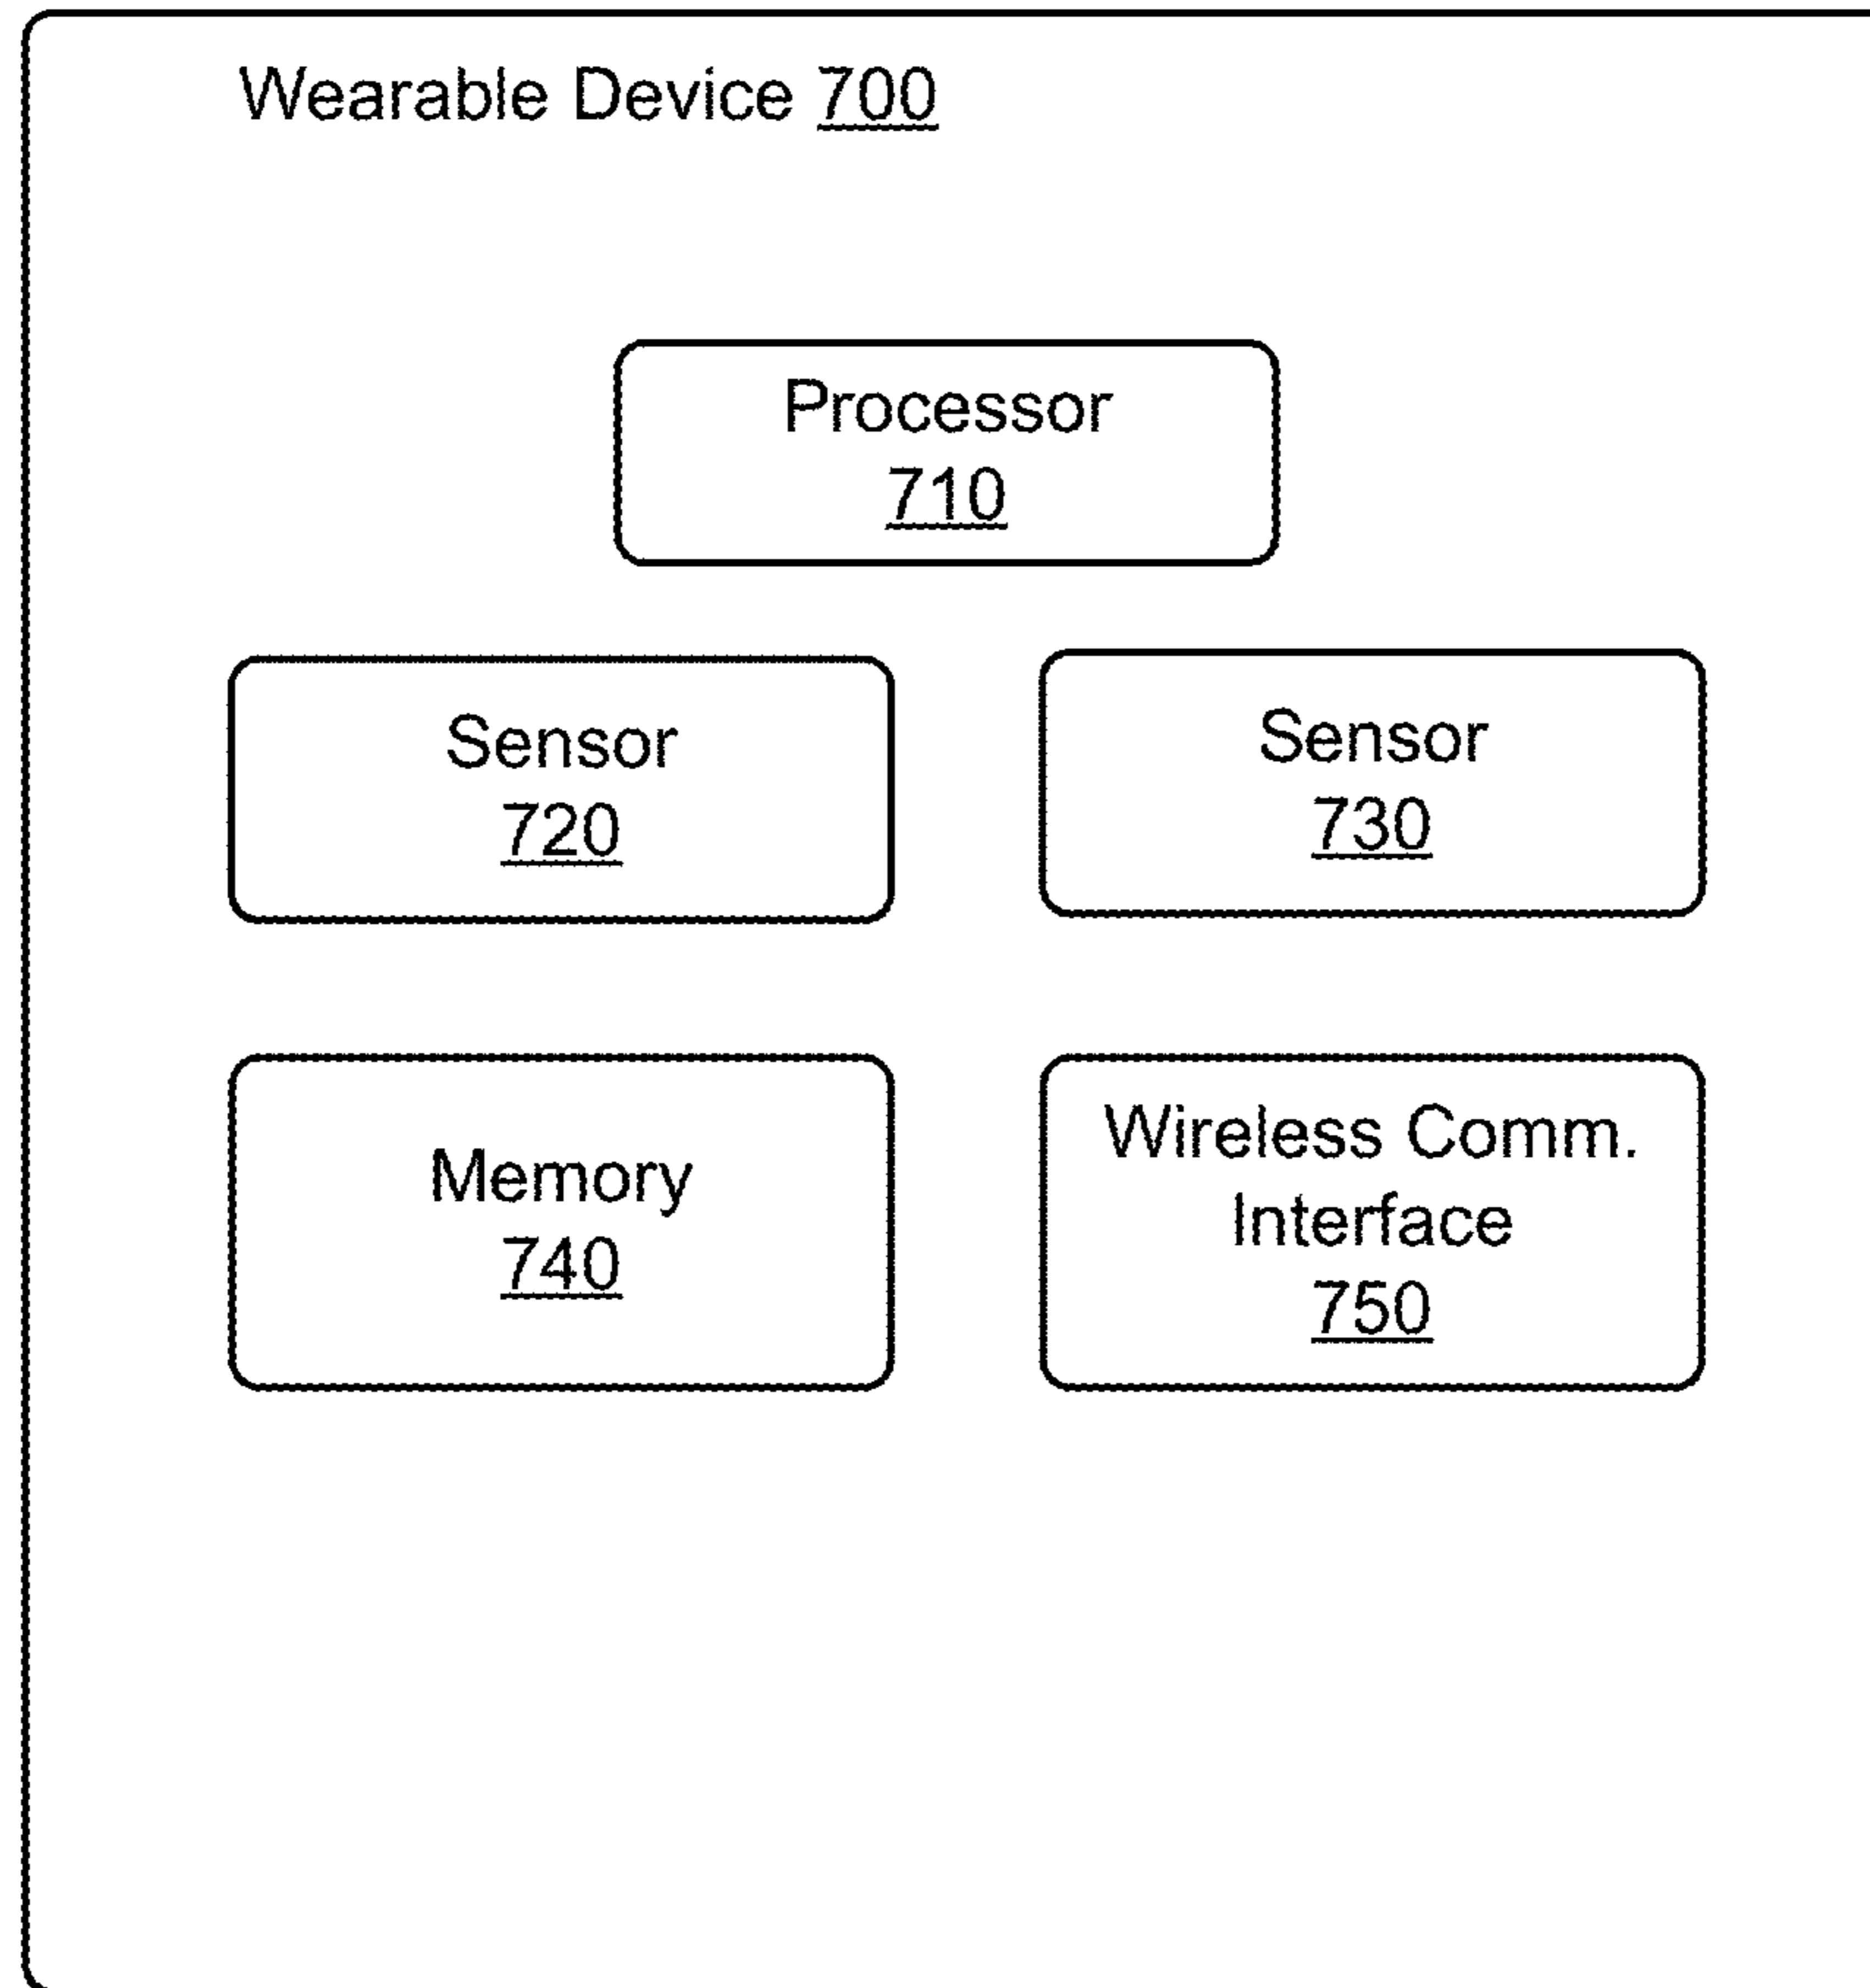 Wearable Device 700
Processor
710
Sensor
720
Sensor
730
Memory
740
Wireless Comm.
Interface
750